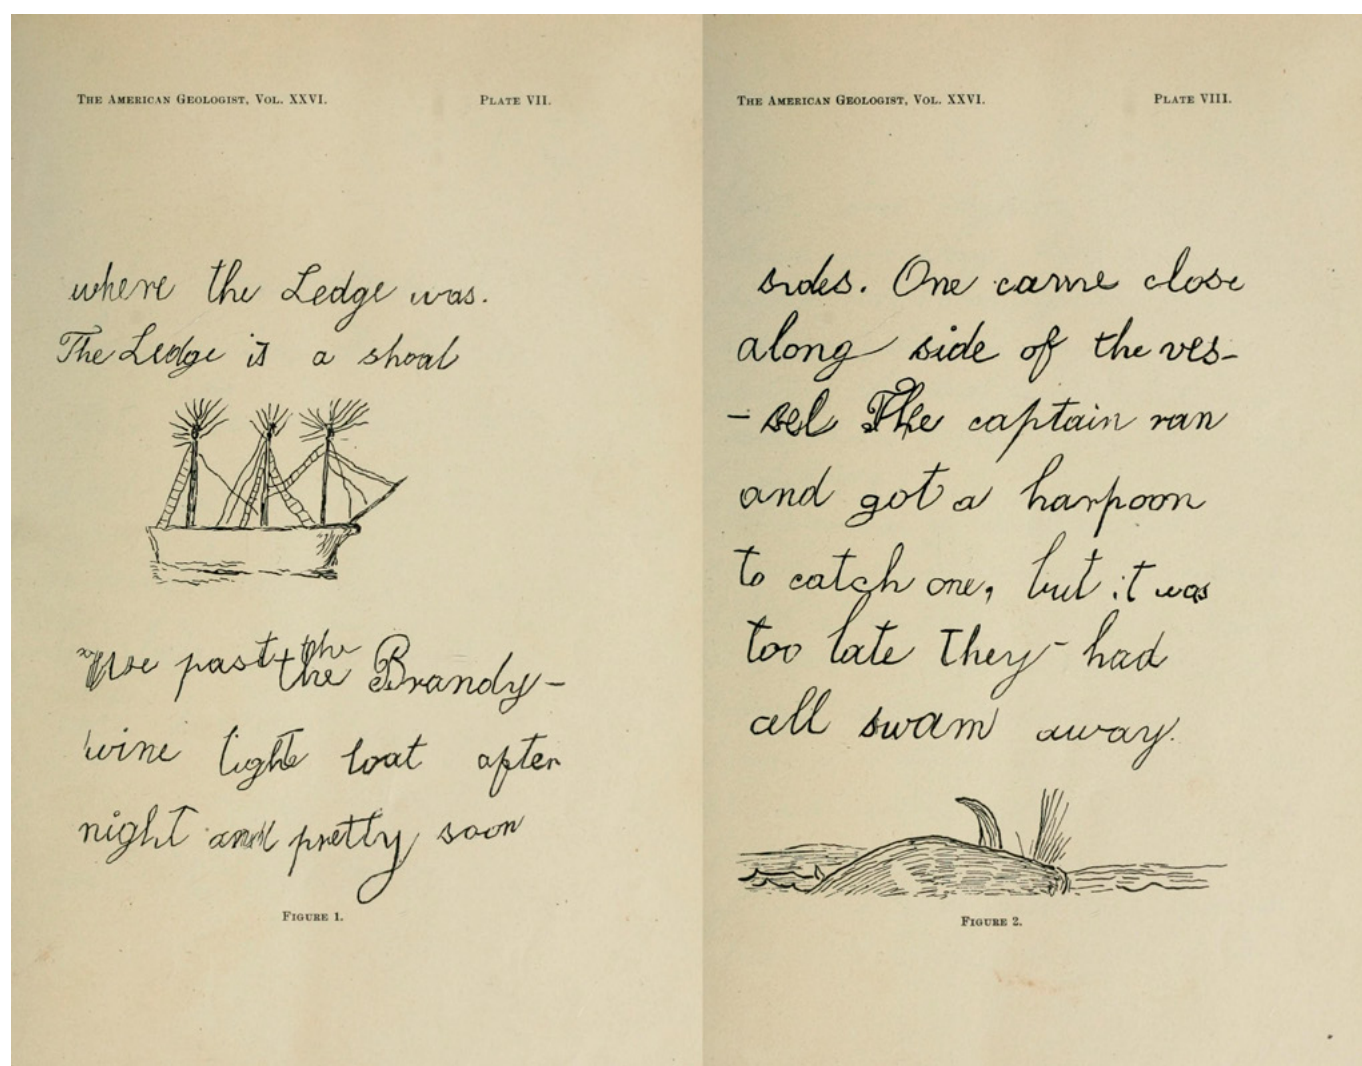 THE AMERICAN GEOLOGIST, VOL. XXVI.
PLATE VII.
where the Ledge was.
The Ledge is a shoal
the
We past the Brandy-
wine light boat after
night and pretty soon
FIGURE 1.
THE AMERICAN GEOLOGIST, VOL. XXVI.
PLATE VIII.
sides. One came close
along side of the ves-
-sel The captain ran
and got a harpoon
to catch one, but it was
too late They had
all swam away.
FIGURE 2.